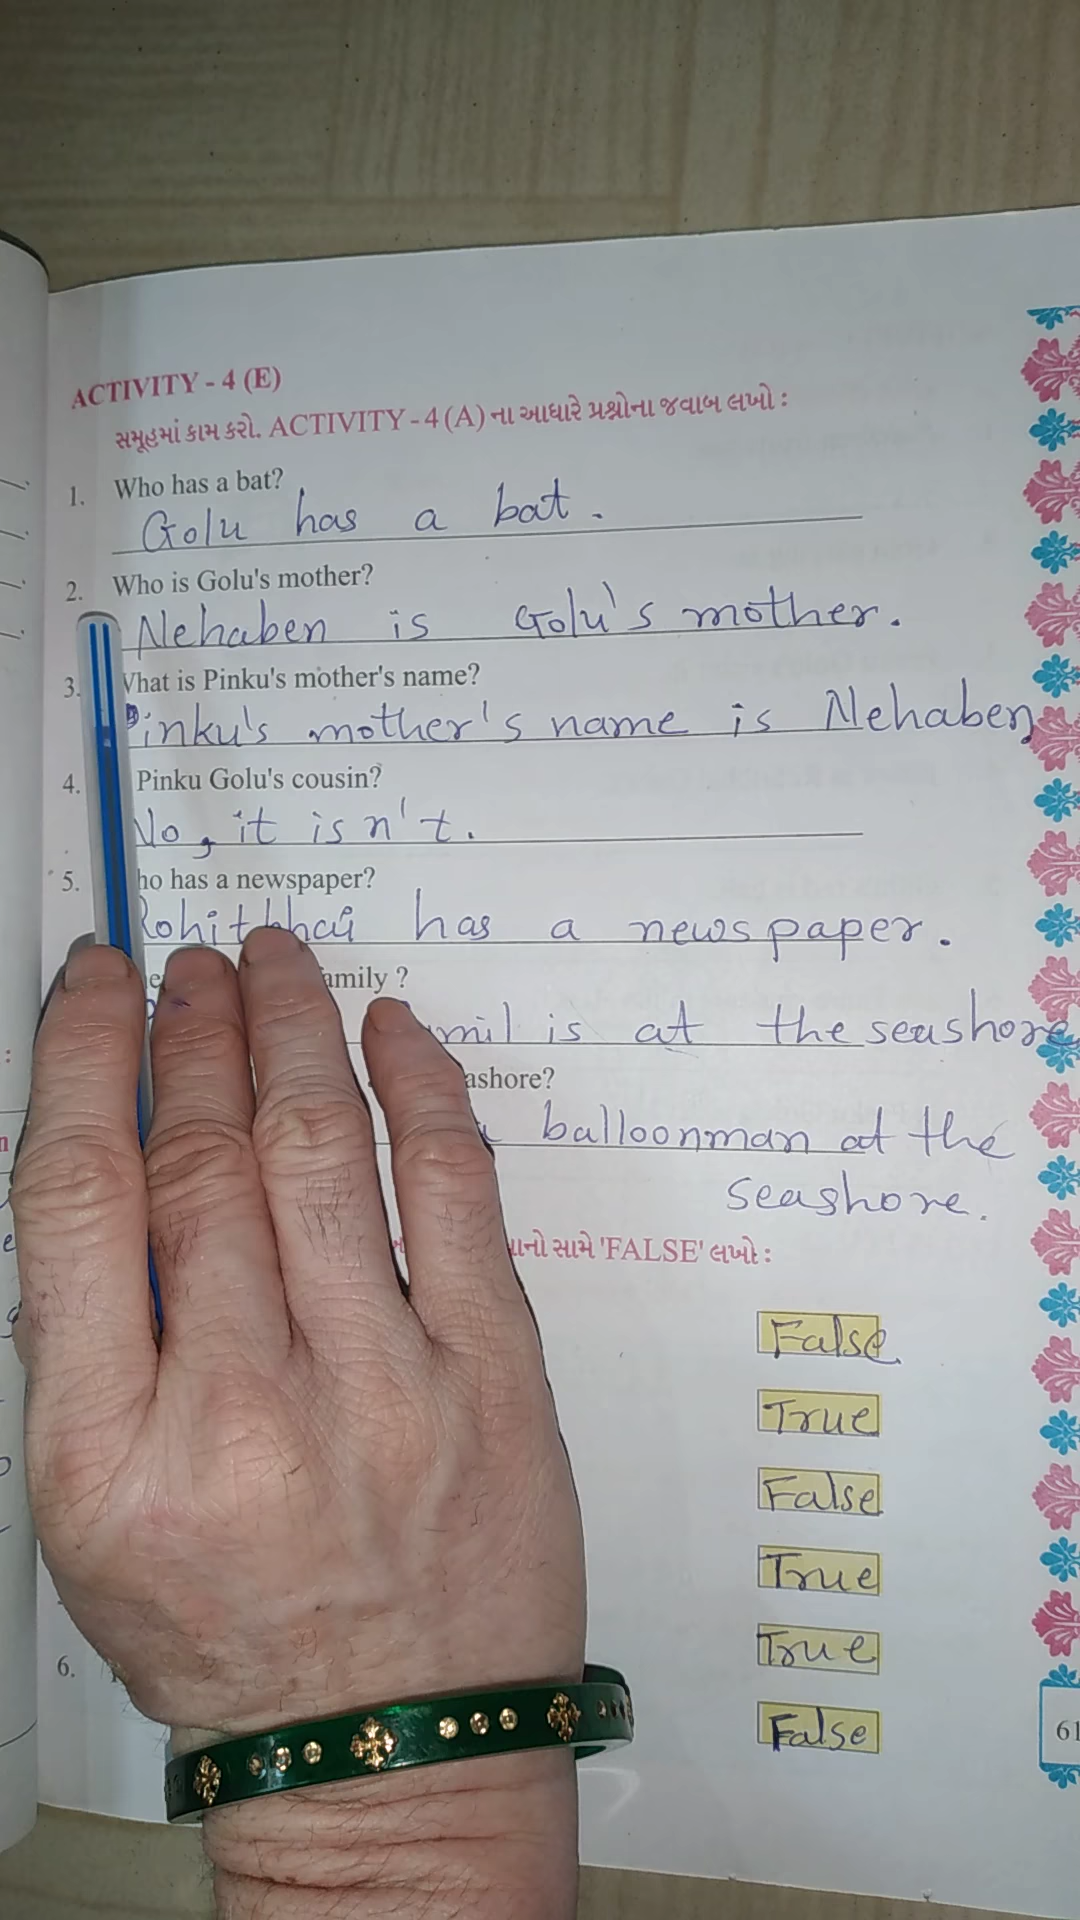 ACTIVITY - 4 (E)
સમૂહમાં કામ કરો. ACTIVITY - 4 (A) ના આધારે પ્રશ્નોના જવાબ લખો :
1. Who has a bat?
Golu has a bat.
2. Who is Golu's mother?
Nehaben is Golu's mother.
3. What is Pinku's mother's name?
Pinku's mother's name is Nehaben
4. Pinku Golu's cousin?
No, it isn't.
5. ho has a newspaper?
Rohitbhai has a newspaper.
amily ?
mil is at the seashore
ashore?
balloonman at the
seashore.
સામે 'FALSE' લખો :
False
True
False
True
True
6.
False
61